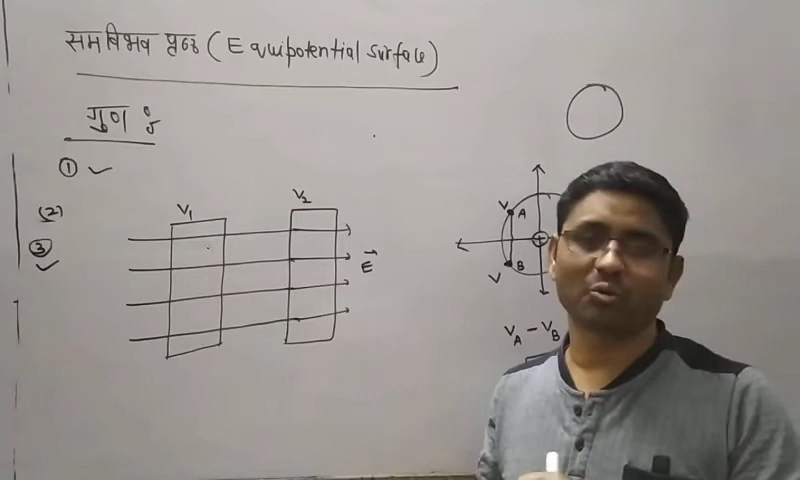 समविभव पृष्ठ (Equipotential surface)
गुण :
①
(2)
③
V₁ V₂
E
V A
B
V
V_A - V_B